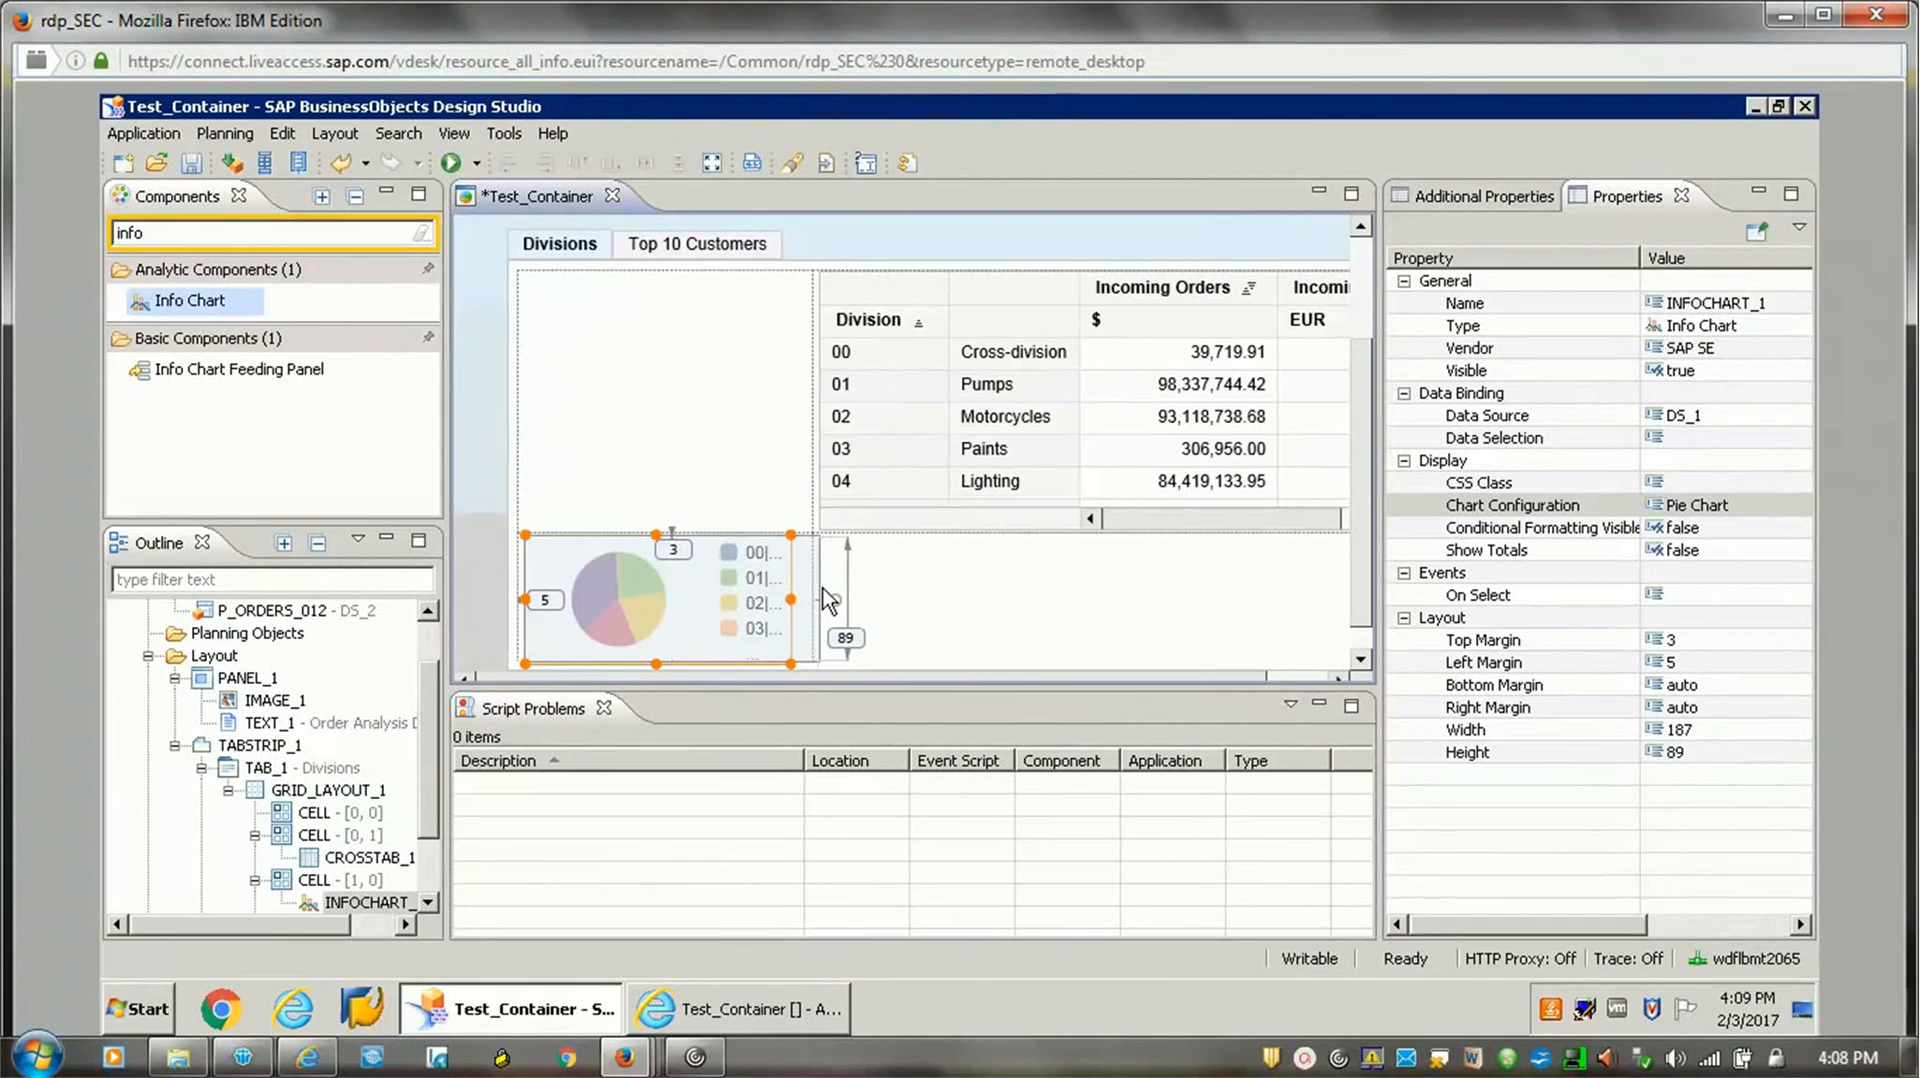 rdp_SEC - Mozilla Firefox: IBM Edition
https://connect.liveaccess.sap.com/vdesk/resource_all_info.eui?resourcename=/Common/rdp_SEC%230&resourcetype=remote_desktop
Test_Container - SAP BusinessObjects Design Studio
Application Planning Edit Layout Search View Tools Help
Components
info
Analytic Components (1)
Info Chart
Basic Components (1)
Info Chart Feeding Panel
Outline
type filter text
P_ORDERS_012 - DS_2
Planning Objects
Layout
PANEL_1
IMAGE_1
TEXT_1 - Order Analysis D
TABSTRIP_1
TAB_1 - Divisions
GRID_LAYOUT_1
CELL - [0, 0]
CELL - [0, 1]
CROSSTAB_1
CELL - [1, 0]
INFOCHART_
*Test_Container
Divisions Top 10 Customers
Incoming Orders Incomi
Division $ EUR
00 Cross-division 39,719.91
01 Pumps 98,337,744.42
02 Motorcycles 93,118,738.68
03 Paints 306,956.00
04 Lighting 84,419,133.95
3
5
89
00|...
01|...
02|...
03|...
...
Script Problems
0 items
Description Location Event Script Component Application Type
Additional Properties Properties
Property Value
General
Name INFOCHART_1
Type Info Chart
Vendor SAP SE
Visible true
Data Binding
Data Source DS_1
Data Selection
Display
CSS Class
Chart Configuration Pie Chart
Conditional Formatting Visible false
Show Totals false
Events
On Select
Layout
Top Margin 3
Left Margin 5
Bottom Margin auto
Right Margin auto
Width 187
Height 89
Writable Ready HTTP Proxy: Off Trace: Off wdflbmt2065
Start Test_Container - S... Test_Container [] - A...
4:09 PM
2/3/2017
4:08 PM